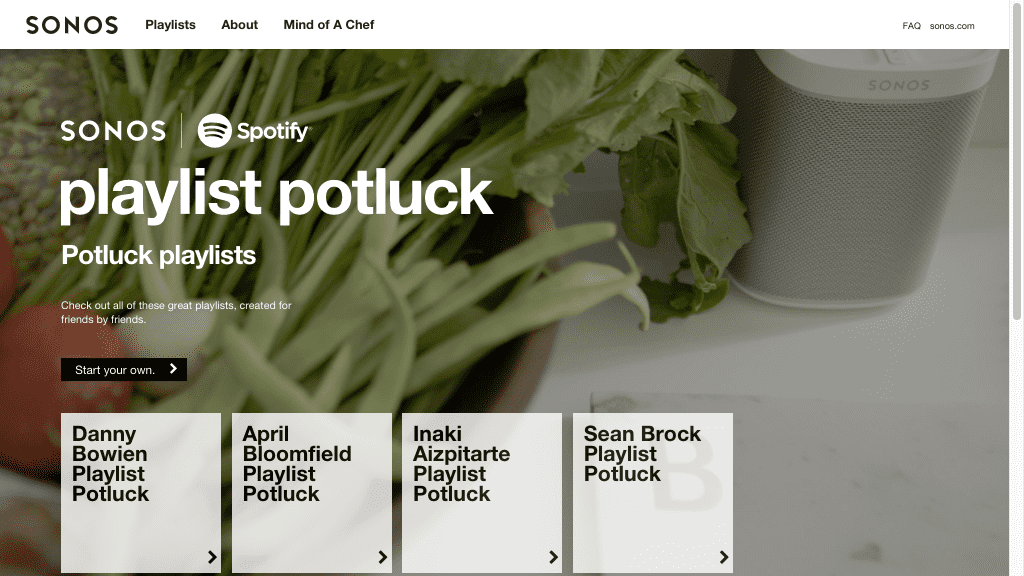 SONOS Playlists About Mind of A Chef FAQ sonos.com
SONOS
SONOS Spotify
playlist potluck
Potluck playlists
Check out all of these great playlists, created for
friends by friends.
Start your own.
Danny
Bowien
Playlist
Potluck
April
Bloomfield
Playlist
Potluck
Inaki
Aizpitarte
Playlist
Potluck
Sean Brock
Playlist
Potluck
B